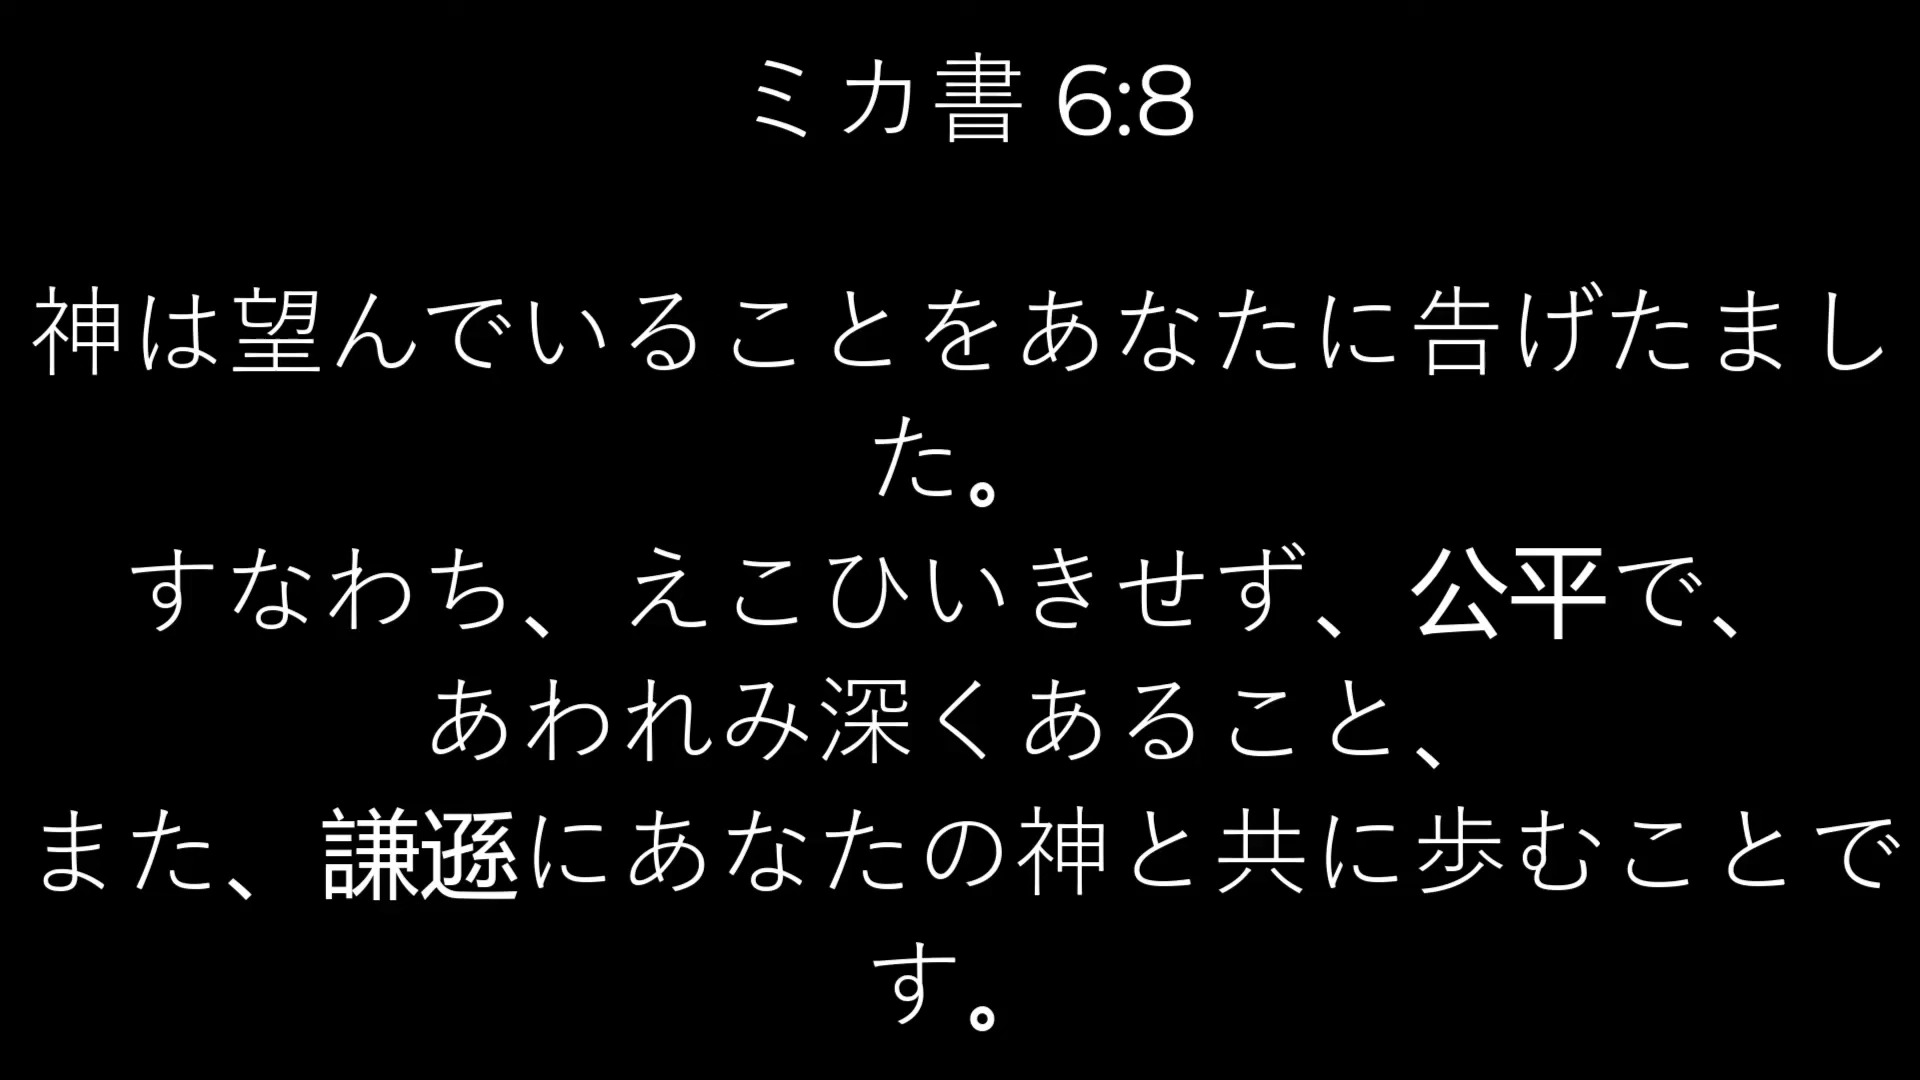 ミカ書 6:8
神は望んでいることをあなたに告げたまし
た。
すなわち、えこひいきせず、公平で、
あわれみ深くあること、
また、謙遜にあなたの神と共に歩むことで
す。